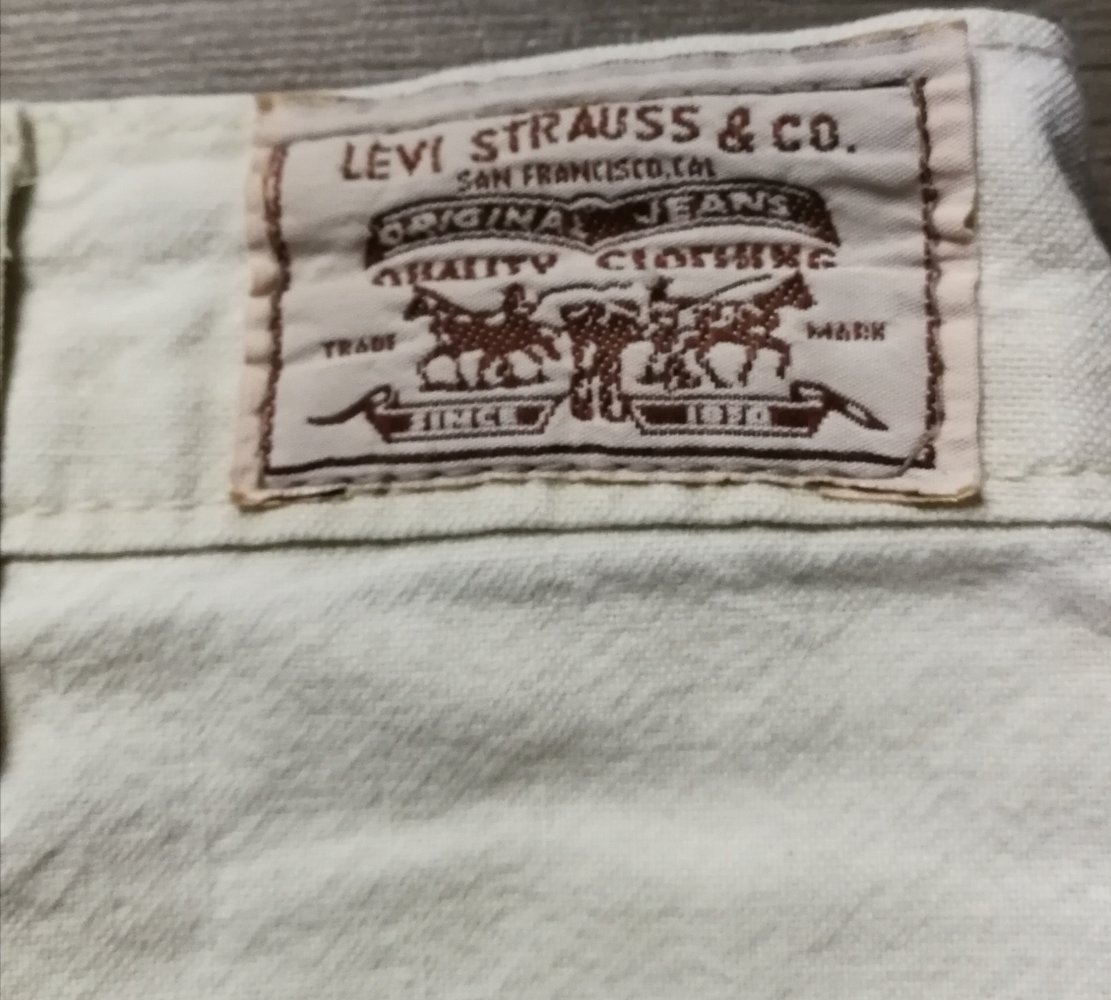 LEVI STRAUSS & CO.
SAN FRANCISCO, CAL
ORIGINAL JEANS
QUALITY CLOTHING
TRADE MARK
SINCE 1850